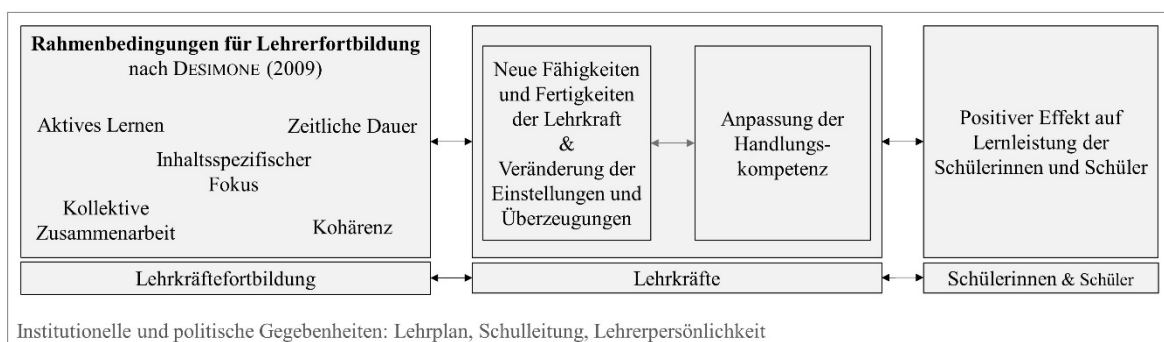 Rahmenbedingungen für Lehrerfortbildung
nach DESIMONE (2009)
Aktives Lernen
Zeitliche Dauer
Inhaltsspezifischer
Fokus
Kollektive
Zusammenarbeit
Kohärenz
Neue Fähigkeiten
und Fertigkeiten
der Lehrkraft
&
Veränderung der
Einstellungen und
Überzeugungen
Anpassung der
Handlungs-
kompetenz
Positiver Effekt auf
Lernleistung der
Schülerinnen und Schüler
Lehrkräftefortbildung
Lehrkräfte
Schülerinnen & Schüler
Institutionelle und politische Gegebenheiten: Lehrplan, Schulleitung, Lehrerpersönlichkeit